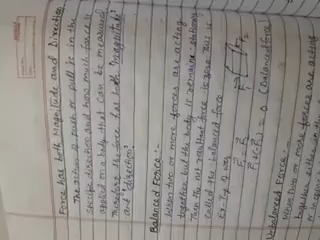 Force has both Magnitude and Direction
The action of push or pull is in the
specific direction and how much force is
applied on a body that can be measured
therefore the force has both (magnitude
and direction)
Balanced Force:-
When two or more forces are acting
together but the body is remains stationary
Then the net resultant force is zero This is
called the balanced force
F1 F2
F1 + (-F2) = 0 (Balanced force)
Unbalanced Force:-
When two or more forces are acting
together either in the